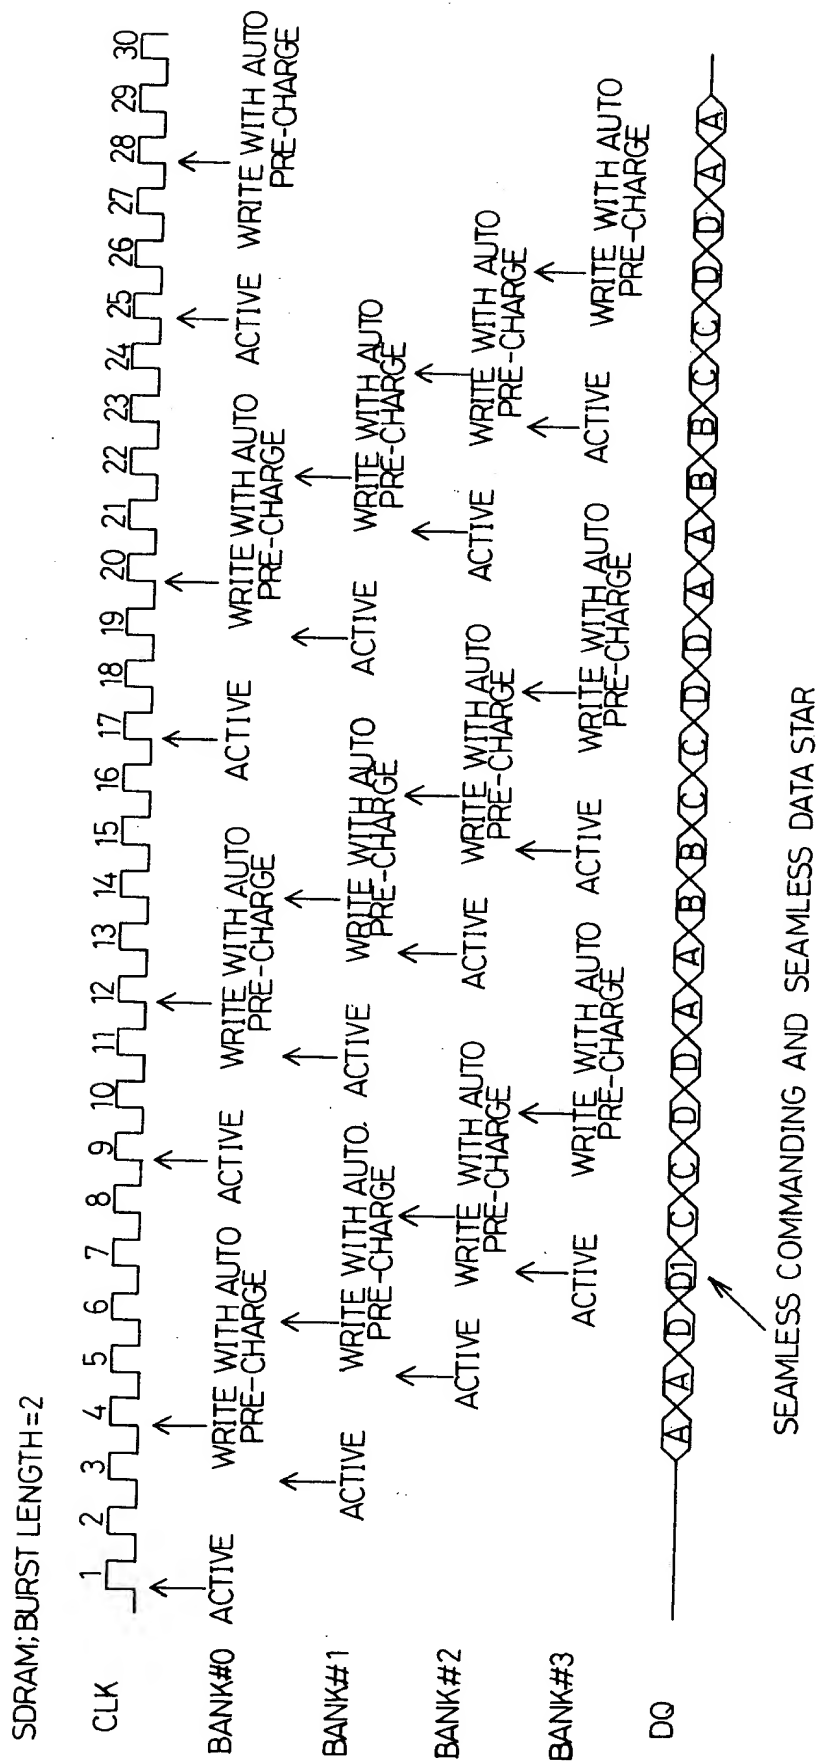 SDRAM;BURST LENGTH=2
CLK 1 2 3 4 5 6 7 8 9 10 11 12 13 14 15 16 17 18 19 20 21 22 23 24 25 26 27 28 29 30
BANK#0 ACTIVE WRITE WITH AUTO ACTIVE WRITE WITH AUTO ACTIVE WRITE WITH AUTO ACTIVE WRITE WITH AUTO
PRE-CHARGE PRE-CHARGE PRE-CHARGE PRE-CHARGE
BANK#1 ACTIVE WRITE WITH AUTO. ACTIVE WRITE WITH AUTO ACTIVE WRITE WITH AUTO
PRE-CHARGE PRE-CHARGE PRE-CHARGE
BANK#2 ACTIVE WRITE WITH AUTO ACTIVE WRITE WITH AUTO ACTIVE WRITE WITH AUTO
PRE-CHARGE PRE-CHARGE PRE-CHARGE
BANK#3 ACTIVE WRITE WITH AUTO ACTIVE WRITE WITH AUTO ACTIVE WRITE WITH AUTO
PRE-CHARGE PRE-CHARGE PRE-CHARGE
DQ A A D D1 C C D D A A B B C C D D A A B B C C D D A A
SEAMLESS COMMANDING AND SEAMLESS DATA STAR